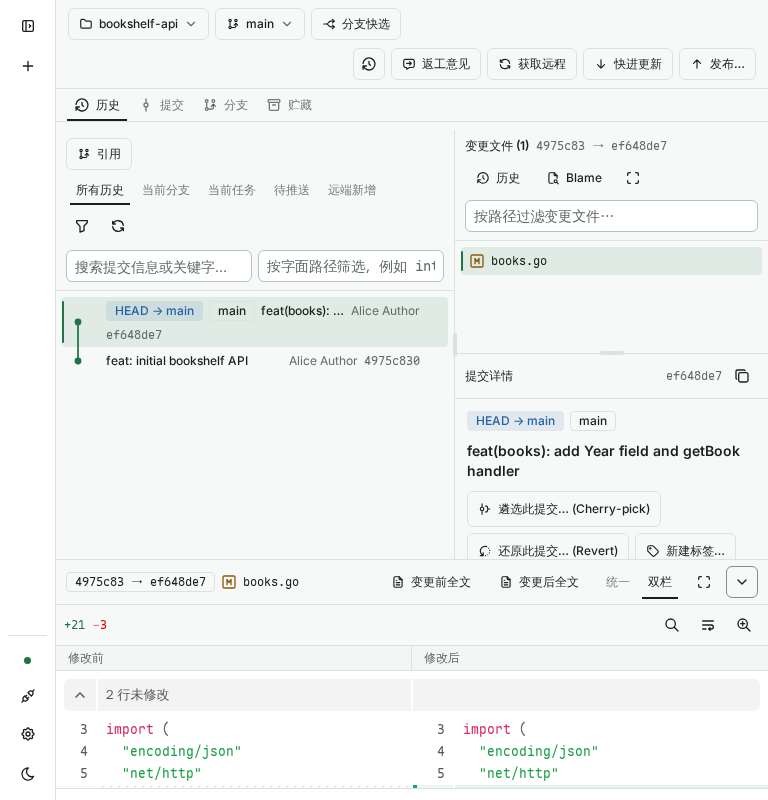 bookshelf-api
main
分支快选
返工意见
获取远程
快进更新
发布...
历史
提交
分支
贮藏
引用
所有历史
当前分支
当前任务
待推送
远端新增
搜索提交信息或关键字...
按字面路径筛选, 例如 int
HEAD → main
main
feat(books): ...
Alice Author
ef648de7
feat: initial bookshelf API
Alice Author
4975c830
变更文件 (1) 4975c83 → ef648de7
历史
Blame
按路径过滤变更文件…
M books.go
提交详情
ef648de7
HEAD → main
main
feat(books): add Year field and getBook
handler
遴选此提交... (Cherry-pick)
还原此提交... (Revert)
新建标签...
4975c83 → ef648de7
M books.go
变更前全文
变更后全文
统一
双栏
+21 −3
修改前
修改后
2 行未修改
3 import (
4 "encoding/json"
5 "net/http"
3 import (
4 "encoding/json"
5 "net/http"